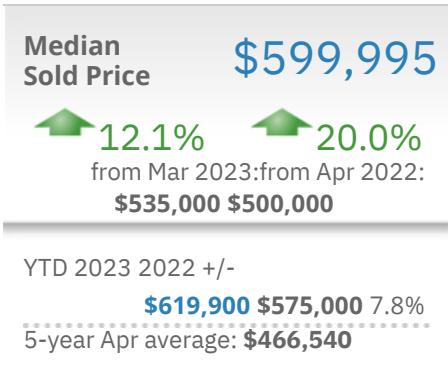 Median
Sold Price
$599,995
12.1% 20.0%
from Mar 2023:from Apr 2022:
$535,000 $500,000
YTD 2023 2022 +/-
$619,900 $575,000 7.8%
5-year Apr average: $466,540